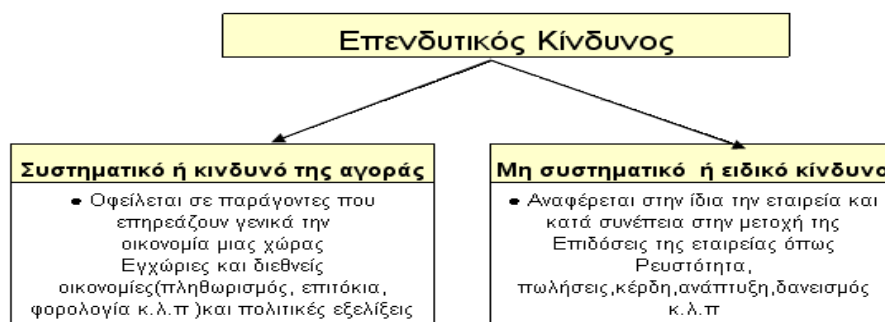 Επενδυτικός Κίνδυνος
Συστηματικό ή κινδυνό της αγοράς
• Οφείλεται σε παράγοντες που
επηρεάζουν γενικά την
οικονομία μιας χώρας
Εγχώριες και διεθνείς
οικονομίες(πληθωρισμός, επιτόκια,
φορολογία κ.λ.π )και πολιτικές εξελίξεις
Μη συστηματικό ή ειδικό κίνδυνο
• Αναφέρεται στην ίδια την εταιρεία και
κατά συνέπεια στην μετοχή της
Επιδόσεις της εταιρείας όπως
Ρευστότητα,
πωλήσεις,κέρδη,ανάπτυξη,δανεισμός
κ.λ.π